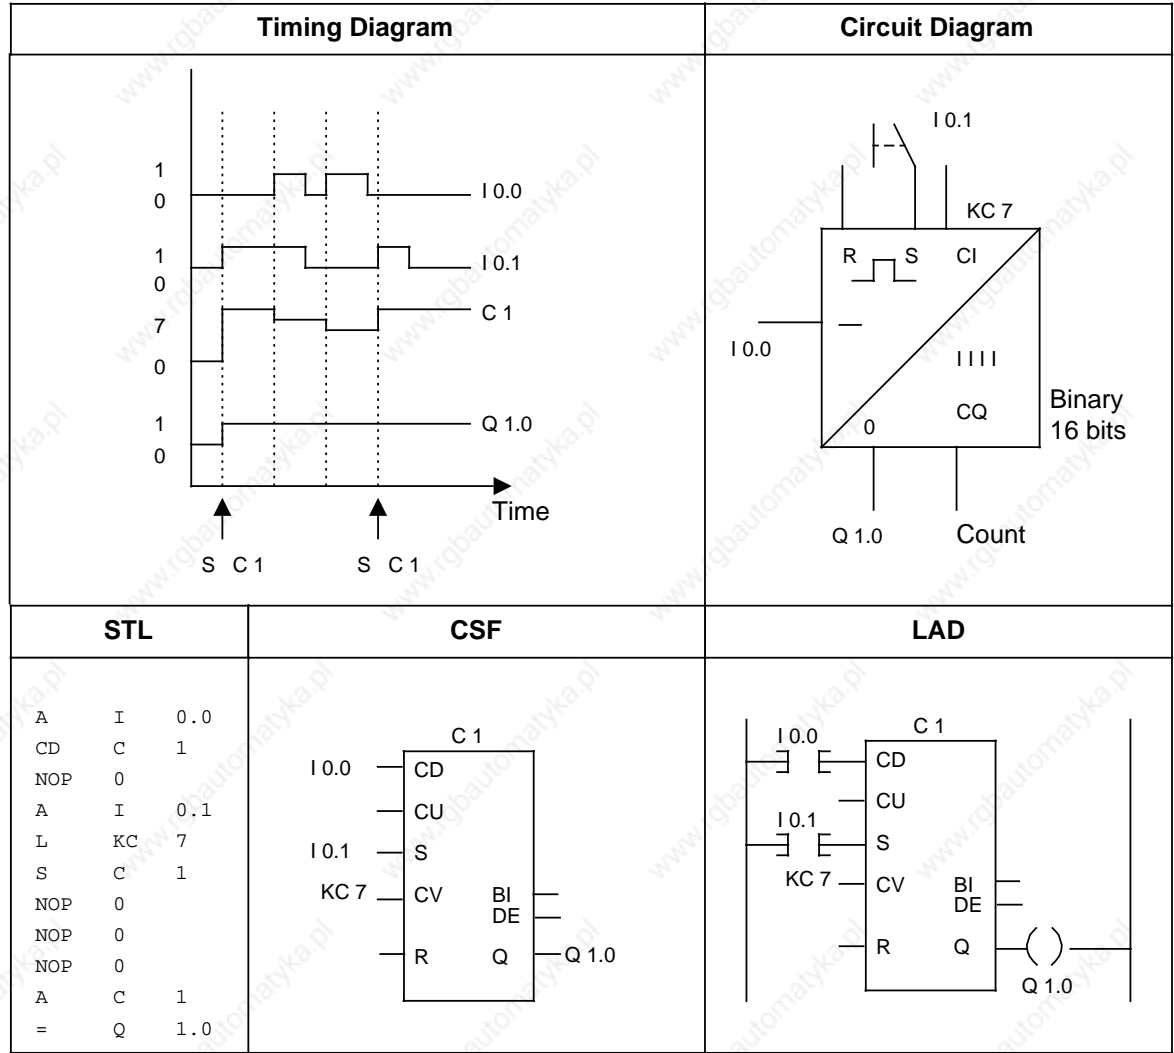 Timing Diagram
Circuit Diagram
1
0
I 0.0
1
0
I 0.1
7
0
C 1
1
0
Q 1.0
Time
S C 1
S C 1
I 0.1
KC 7
R S CI
I 0.0
I I I I
CQ
0
Binary
16 bits
Q 1.0
Count
STL
CSF
LAD
A I 0.0
CD C 1
NOP 0
A I 0.1
L KC 7
S C 1
NOP 0
NOP 0
NOP 0
A C 1
= Q 1.0
C 1
I 0.0 CD
CU
I 0.1 S
KC 7 CV BI
DE
R Q Q 1.0
C 1
I 0.0
CD
CU
I 0.1
S
KC 7 CV BI
DE
R Q
Q 1.0
www.rgbautomatyka.pl